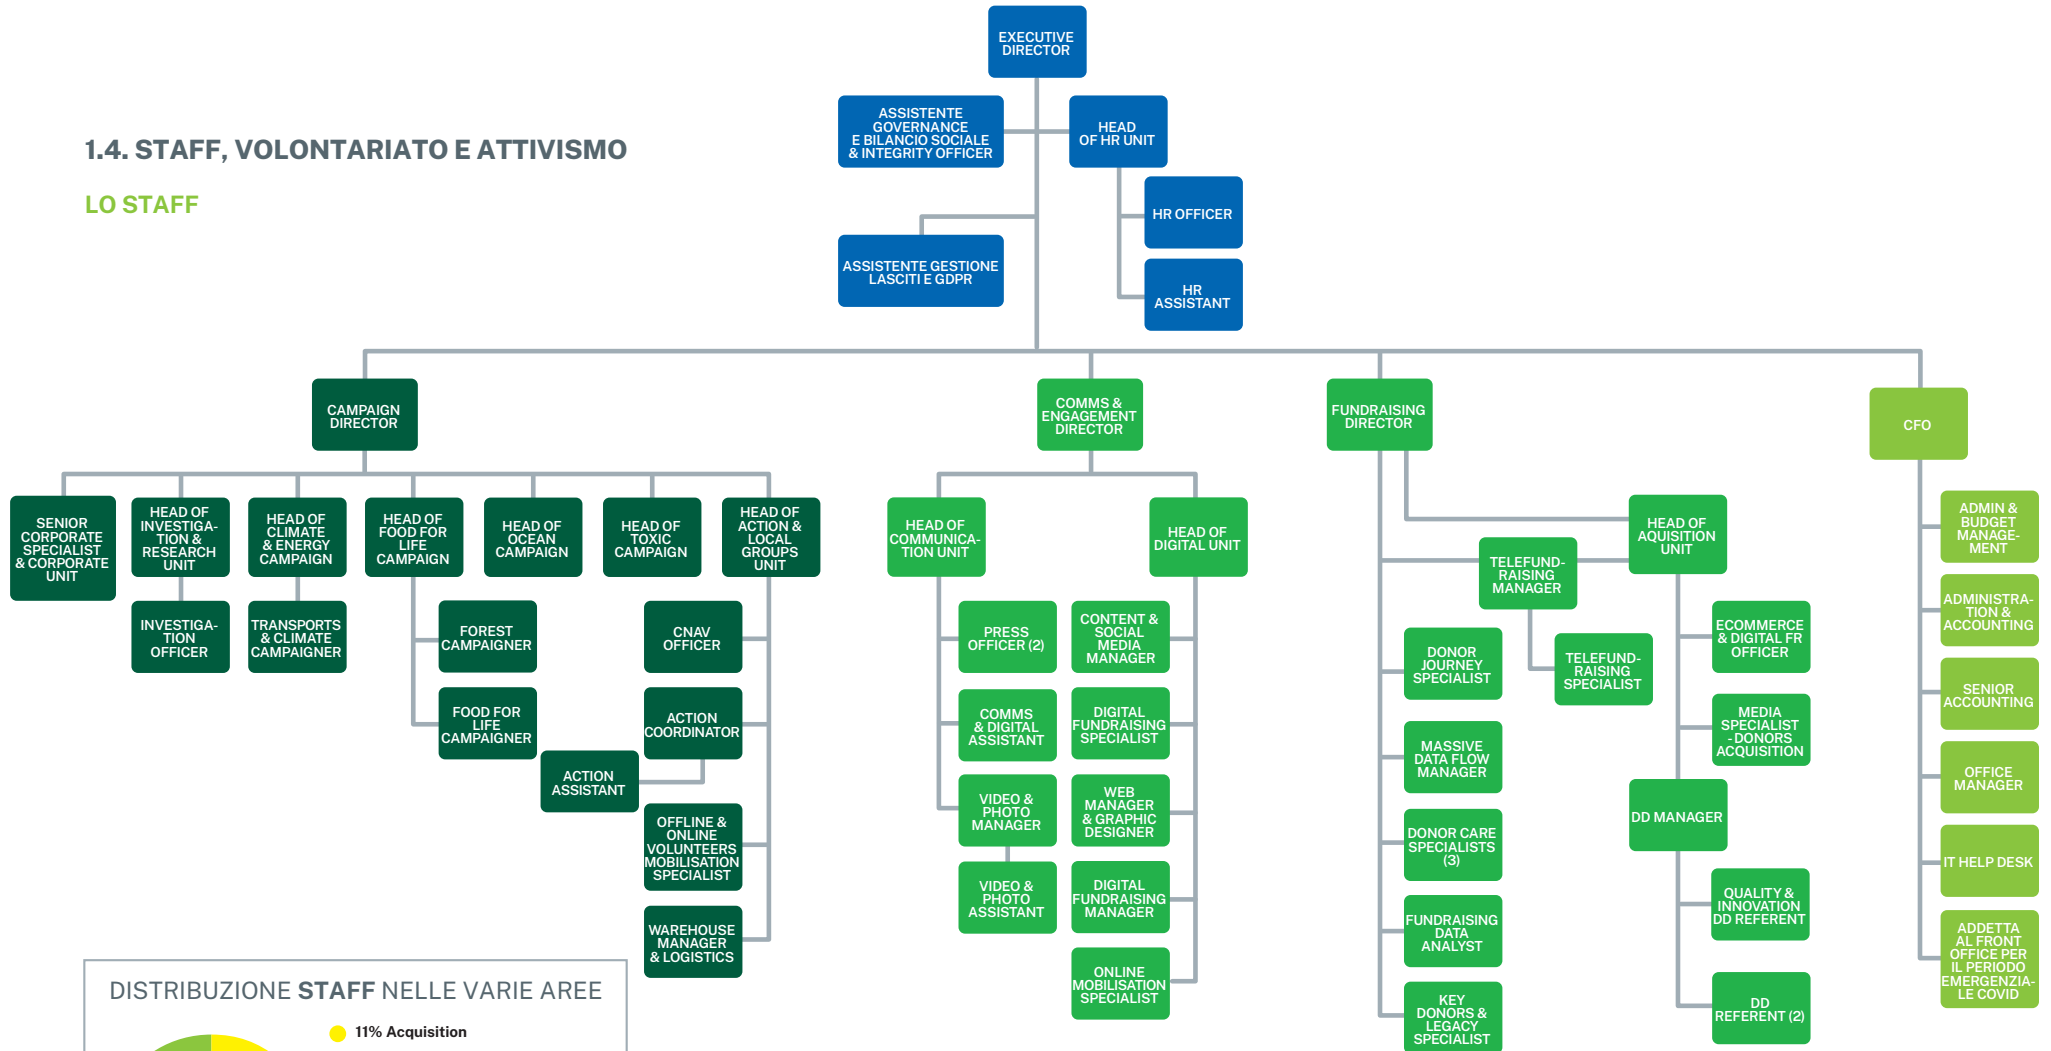 EXECUTIVE
DIRECTOR
ASSISTENTE
GOVERNANCE
E BILANCIO SOCIALE
& INTEGRITY OFFICER
HEAD
OF HR UNIT
1.4. STAFF, VOLONTARIATO E ATTIVISMO
LO STAFF
HR OFFICER
ASSISTENTE GESTIONE
LASCITI E GDPR
HR
ASSISTANT
CAMPAIGN
DIRECTOR
COMMS &
ENGAGEMENT
DIRECTOR
FUNDRAISING
DIRECTOR
CFO
SENIOR
CORPORATE
SPECIALIST
& CORPORATE
UNIT
HEAD OF
INVESTIGA-
TION &
RESEARCH
UNIT
HEAD OF
CLIMATE
& ENERGY
CAMPAIGN
HEAD OF
FOOD FOR
LIFE
CAMPAIGN
HEAD OF
OCEAN
CAMPAIGN
HEAD OF
TOXIC
CAMPAIGN
HEAD OF
ACTION &
LOCAL
GROUPS
UNIT
INVESTIGA-
TION
OFFICER
TRANSPORTS
& CLIMATE
CAMPAIGNER
FOREST
CAMPAIGNER
FOOD FOR
LIFE
CAMPAIGNER
CNAV
OFFICER
ACTION
COORDINATOR
ACTION
ASSISTANT
OFFLINE &
ONLINE
VOLUNTEERS
MOBILISATION
SPECIALIST
WAREHOUSE
MANAGER
& LOGISTICS
HEAD OF
COMMUNICA-
TION UNIT
HEAD OF
DIGITAL UNIT
PRESS
OFFICER (2)
COMMS
& DIGITAL
ASSISTANT
VIDEO &
PHOTO
MANAGER
VIDEO &
PHOTO
ASSISTANT
CONTENT &
SOCIAL
MEDIA
MANAGER
DIGITAL
FUNDRAISING
SPECIALIST
WEB
MANAGER
& GRAPHIC
DESIGNER
DIGITAL
FUNDRAISING
MANAGER
ONLINE
MOBILISATION
SPECIALIST
HEAD OF
AQUISITION
UNIT
TELEFUND-
RAISING
MANAGER
TELEFUND-
RAISING
SPECIALIST
DONOR
JOURNEY
SPECIALIST
MASSIVE
DATA FLOW
MANAGER
DONOR CARE
SPECIALISTS
(3)
FUNDRAISING
DATA
ANALYST
KEY
DONORS &
LEGACY
SPECIALIST
ECOMMERCE
& DIGITAL FR
OFFICER
MEDIA
SPECIALIST
- DONORS
ACQUISITION
DD MANAGER
QUALITY &
INNOVATION
DD REFERENT
DD
REFERENT (2)
ADMIN &
BUDGET
MANAGE-
MENT
ADMINISTRA-
TION &
ACCOUNTING
SENIOR
ACCOUNTING
OFFICE
MANAGER
IT HELP DESK
ADDETTA
AL FRONT
OFFICE PER
IL PERIODO
EMERGENZIA-
LE COVID
DISTRIBUZIONE STAFF NELLE VARIE AREE
11% Acquisition